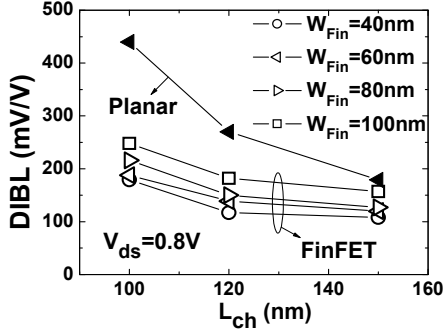 500
400
300
200
100
0
DIBL (mV/V)
W_Fin=40nm
W_Fin=60nm
W_Fin=80nm
W_Fin=100nm
Planar
V_ds=0.8V
FinFET
100 120 140 160
L_ch (nm)